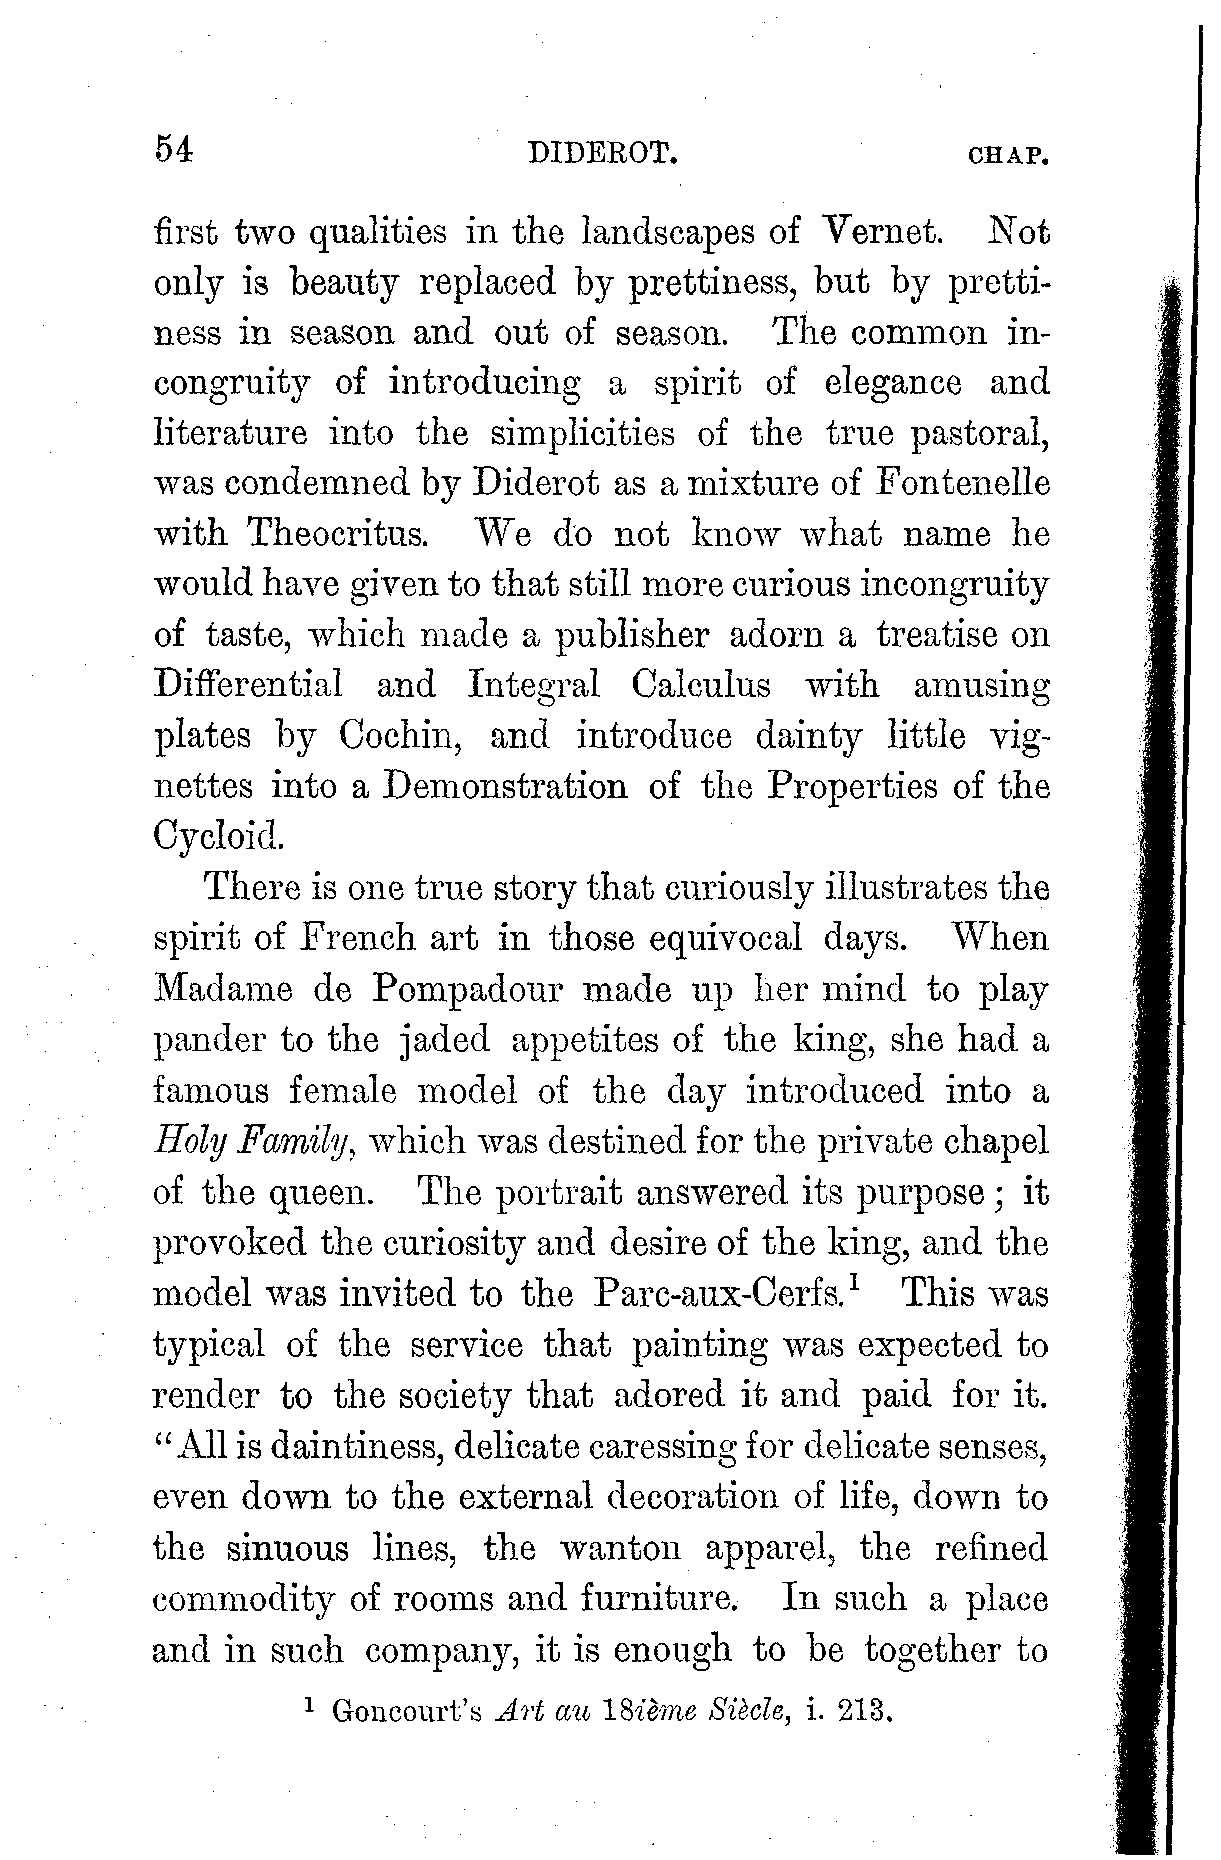 54 DIDEROT. CHAP.
first two qualities in the landscapes of Vernet. Not
only is beauty replaced by prettiness, but by pretti-
ness in season and out of season. The common in-
congruity of introducing a spirit of elegance and
literature into the simplicities of the true pastoral,
was condemned by Diderot as a mixture of Fontenelle
with Theocritus. We do not know what name he
would have given to that still more curious incongruity
of taste, which made a publisher adorn a treatise on
Differential and Integral Calculus with amusing
plates by Cochin, and introduce dainty little vig-
nettes into a Demonstration of the Properties of the
Cycloid.
There is one true story that curiously illustrates the
spirit of French art in those equivocal days. When
Madame de Pompadour made up her mind to play
pander to the jaded appetites of the king, she had a
famous female model of the day introduced into a
Holy Family, which was destined for the private chapel
of the queen. The portrait answered its purpose ; it
provoked the curiosity and desire of the king, and the
model was invited to the Parc-aux-Cerfs.¹ This was
typical of the service that painting was expected to
render to the society that adored it and paid for it.
“All is daintiness, delicate caressing for delicate senses,
even down to the external decoration of life, down to
the sinuous lines, the wanton apparel, the refined
commodity of rooms and furniture. In such a place
and in such company, it is enough to be together to
¹ Goncourt's Art au 18ième Siècle, i. 213.